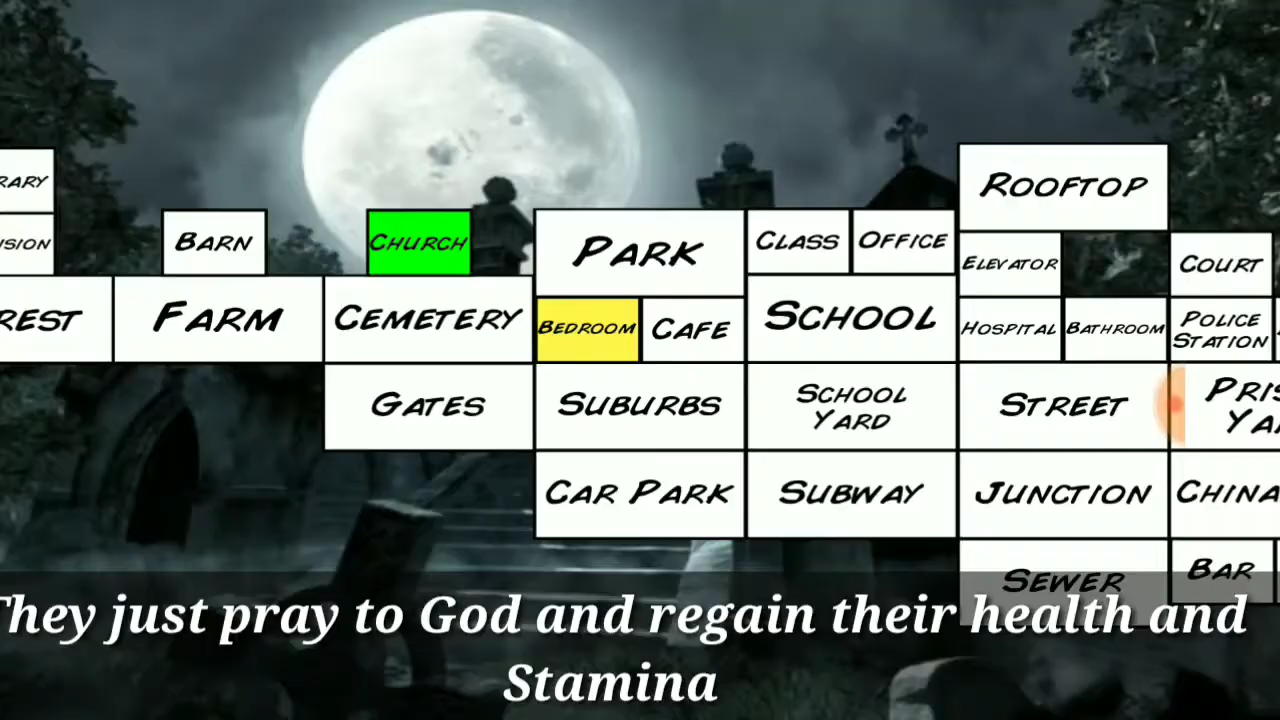 ROOFTOP
BARN
CHURCH
PARK
CLASS
OFFICE
ELEVATOR
COURT
FARM
CEMETERY
BEDROOM
CAFE
SCHOOL
HOSPITAL
BATHROOM
POLICE
STATION
GATES
SUBURBS
SCHOOL
YARD
STREET
CAR PARK
SUBWAY
JUNCTION
SEWER
BAR
They just pray to God and regain their health and
Stamina